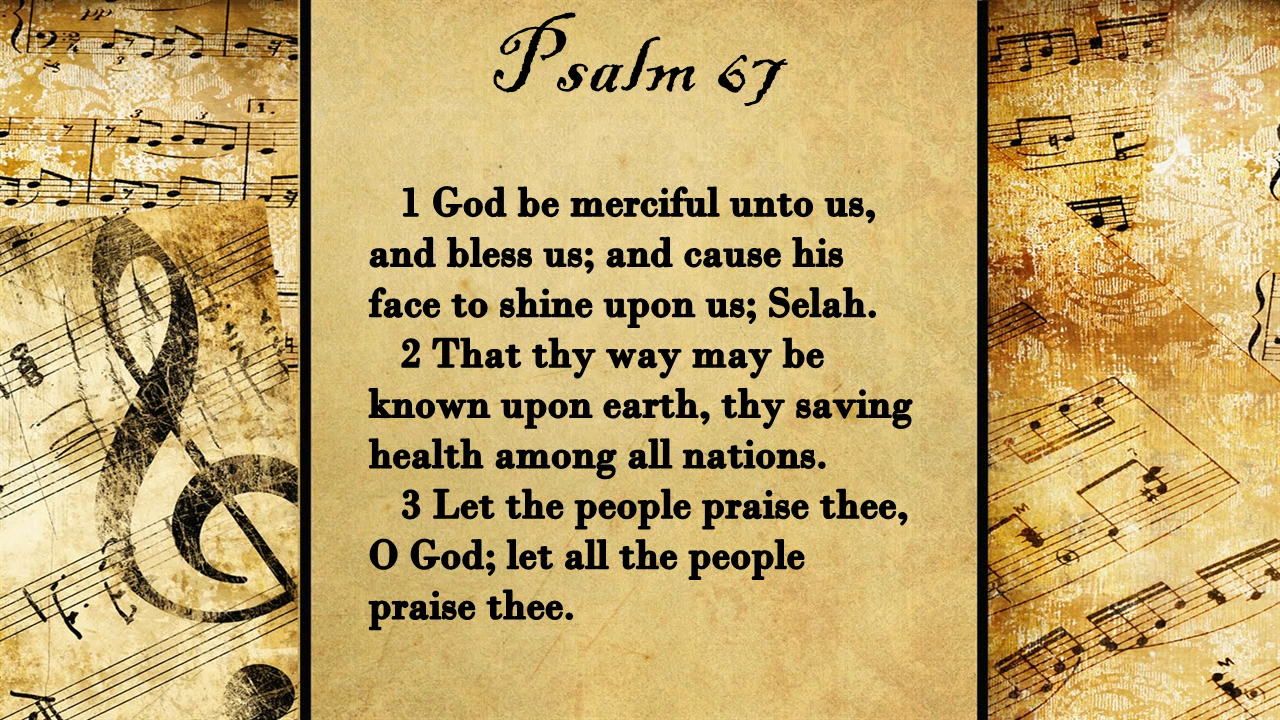 Psalm 67
1 God be merciful unto us,
and bless us; and cause his
face to shine upon us; Selah.
2 That thy way may be
known upon earth, thy saving
health among all nations.
3 Let the people praise thee,
O God; let all the people
praise thee.